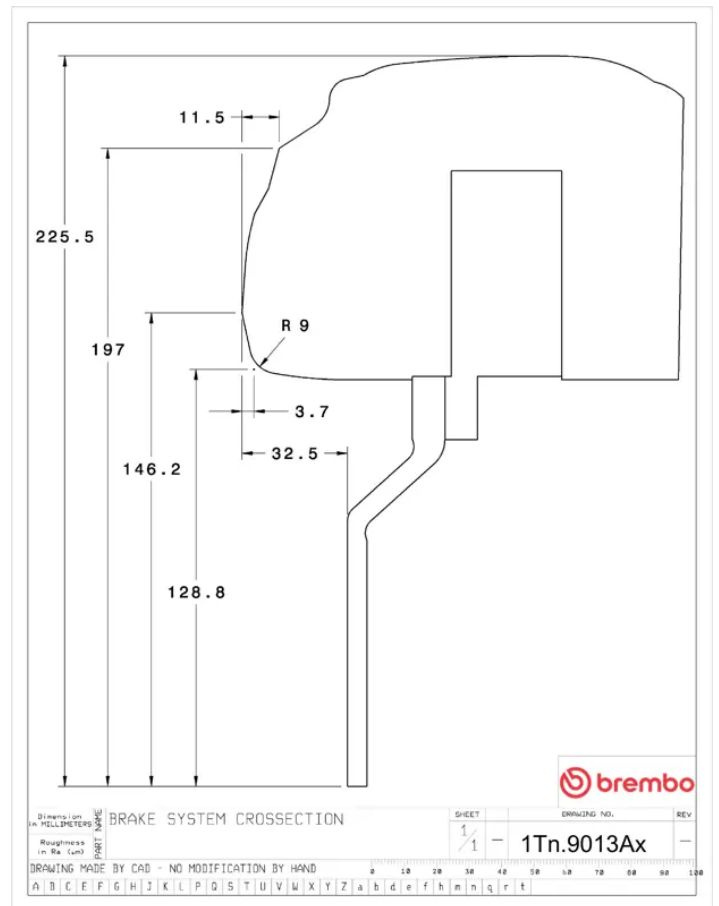 11.5
225.5
R 9
197
3.7
32.5
146.2
128.8
brembo
Dimension
in MILLIMETERS
Roughness
in Ra (μm)
PART NAME
BRAKE SYSTEM CROSSECTION
SHEET
1/1
–
DRAWING NO.
1Tn.9013Ax
REV
–
DRAWING MADE BY CAD - NO MODIFICATION BY HAND
0 10 20 30 40 50 60 70 80 90 100
A B C E F G H J K L P Q S T U V W X Y Z a b d e f h m n q r t